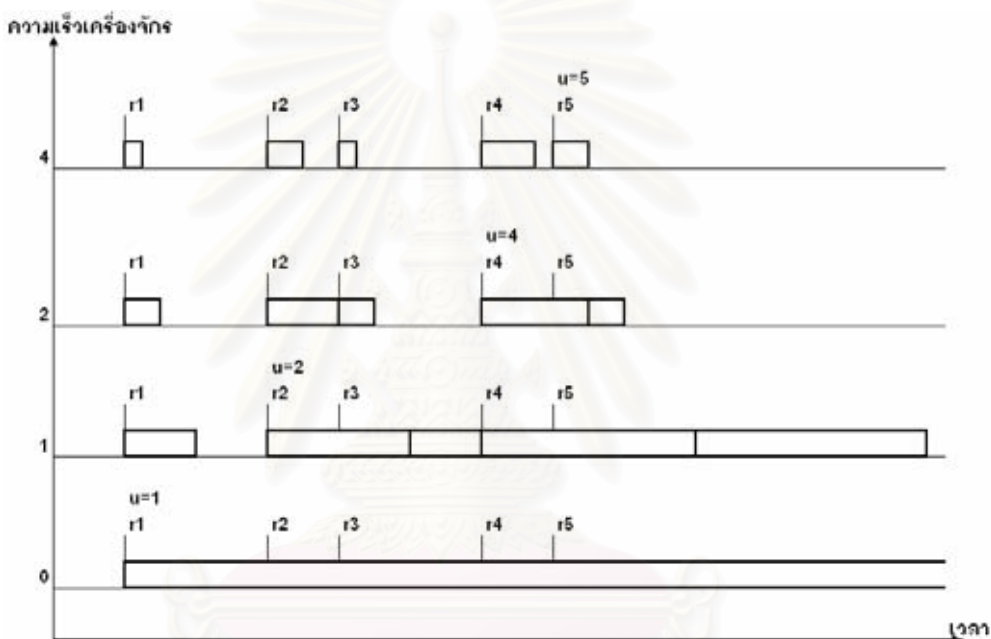 ความเร็วเครื่องจักร
u=5
r1 r2 r3 r4 r5
4
u=4
r1 r2 r3 r4 r5
2
u=2
r1 r2 r3 r4 r5
1
u=1
r1 r2 r3 r4 r5
0
เวลา